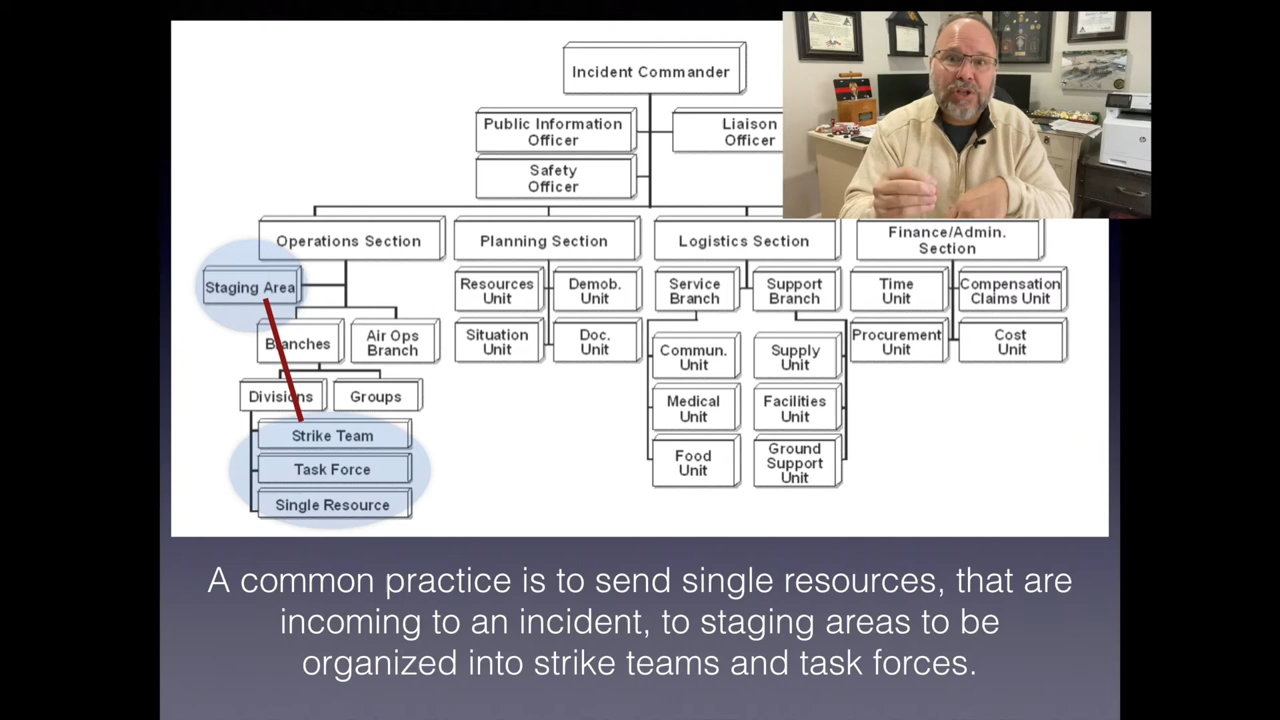 Incident Commander
Public Information
Officer
Liaison
Officer
Safety
Officer
Operations Section
Planning Section
Logistics Section
Finance/Admin.
Section
Staging Area
Branches
Air Ops
Branch
Divisions
Groups
Strike Team
Task Force
Single Resource
Resources
Unit
Demob.
Unit
Situation
Unit
Doc.
Unit
Service
Branch
Support
Branch
Commun.
Unit
Supply
Unit
Medical
Unit
Facilities
Unit
Food
Unit
Ground
Support
Unit
Time
Unit
Compensation
Claims Unit
Procurement
Unit
Cost
Unit
A common practice is to send single resources, that are
incoming to an incident, to staging areas to be
organized into strike teams and task forces.